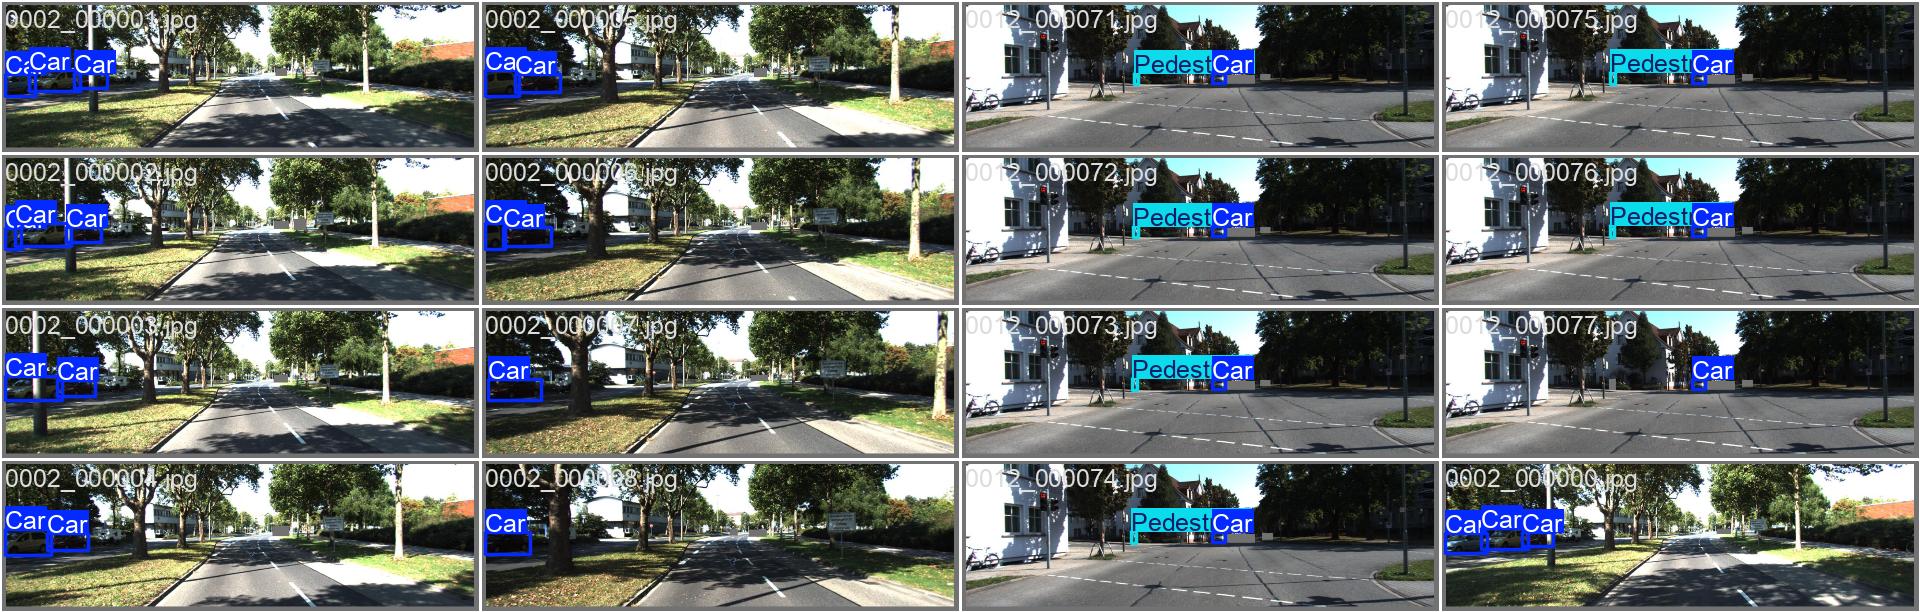 0002_000001.jpg
Car Car
0002_000005.jpg
Car
0012_000071.jpg
Pedest Car
0012_000075.jpg
Pedest Car
0002_000002.jpg
Car Car
0002_000006.jpg
Car
0012_000072.jpg
Pedest Car
0012_000076.jpg
Pedest Car
0002_000003.jpg
Car Car
0002_000007.jpg
Car
0012_000073.jpg
Pedest Car
0012_000077.jpg
Car
0002_000004.jpg
Car Car
0002_000008.jpg
Car
0012_000074.jpg
Pedest Car
0002_000000.jpg
Car Car Car